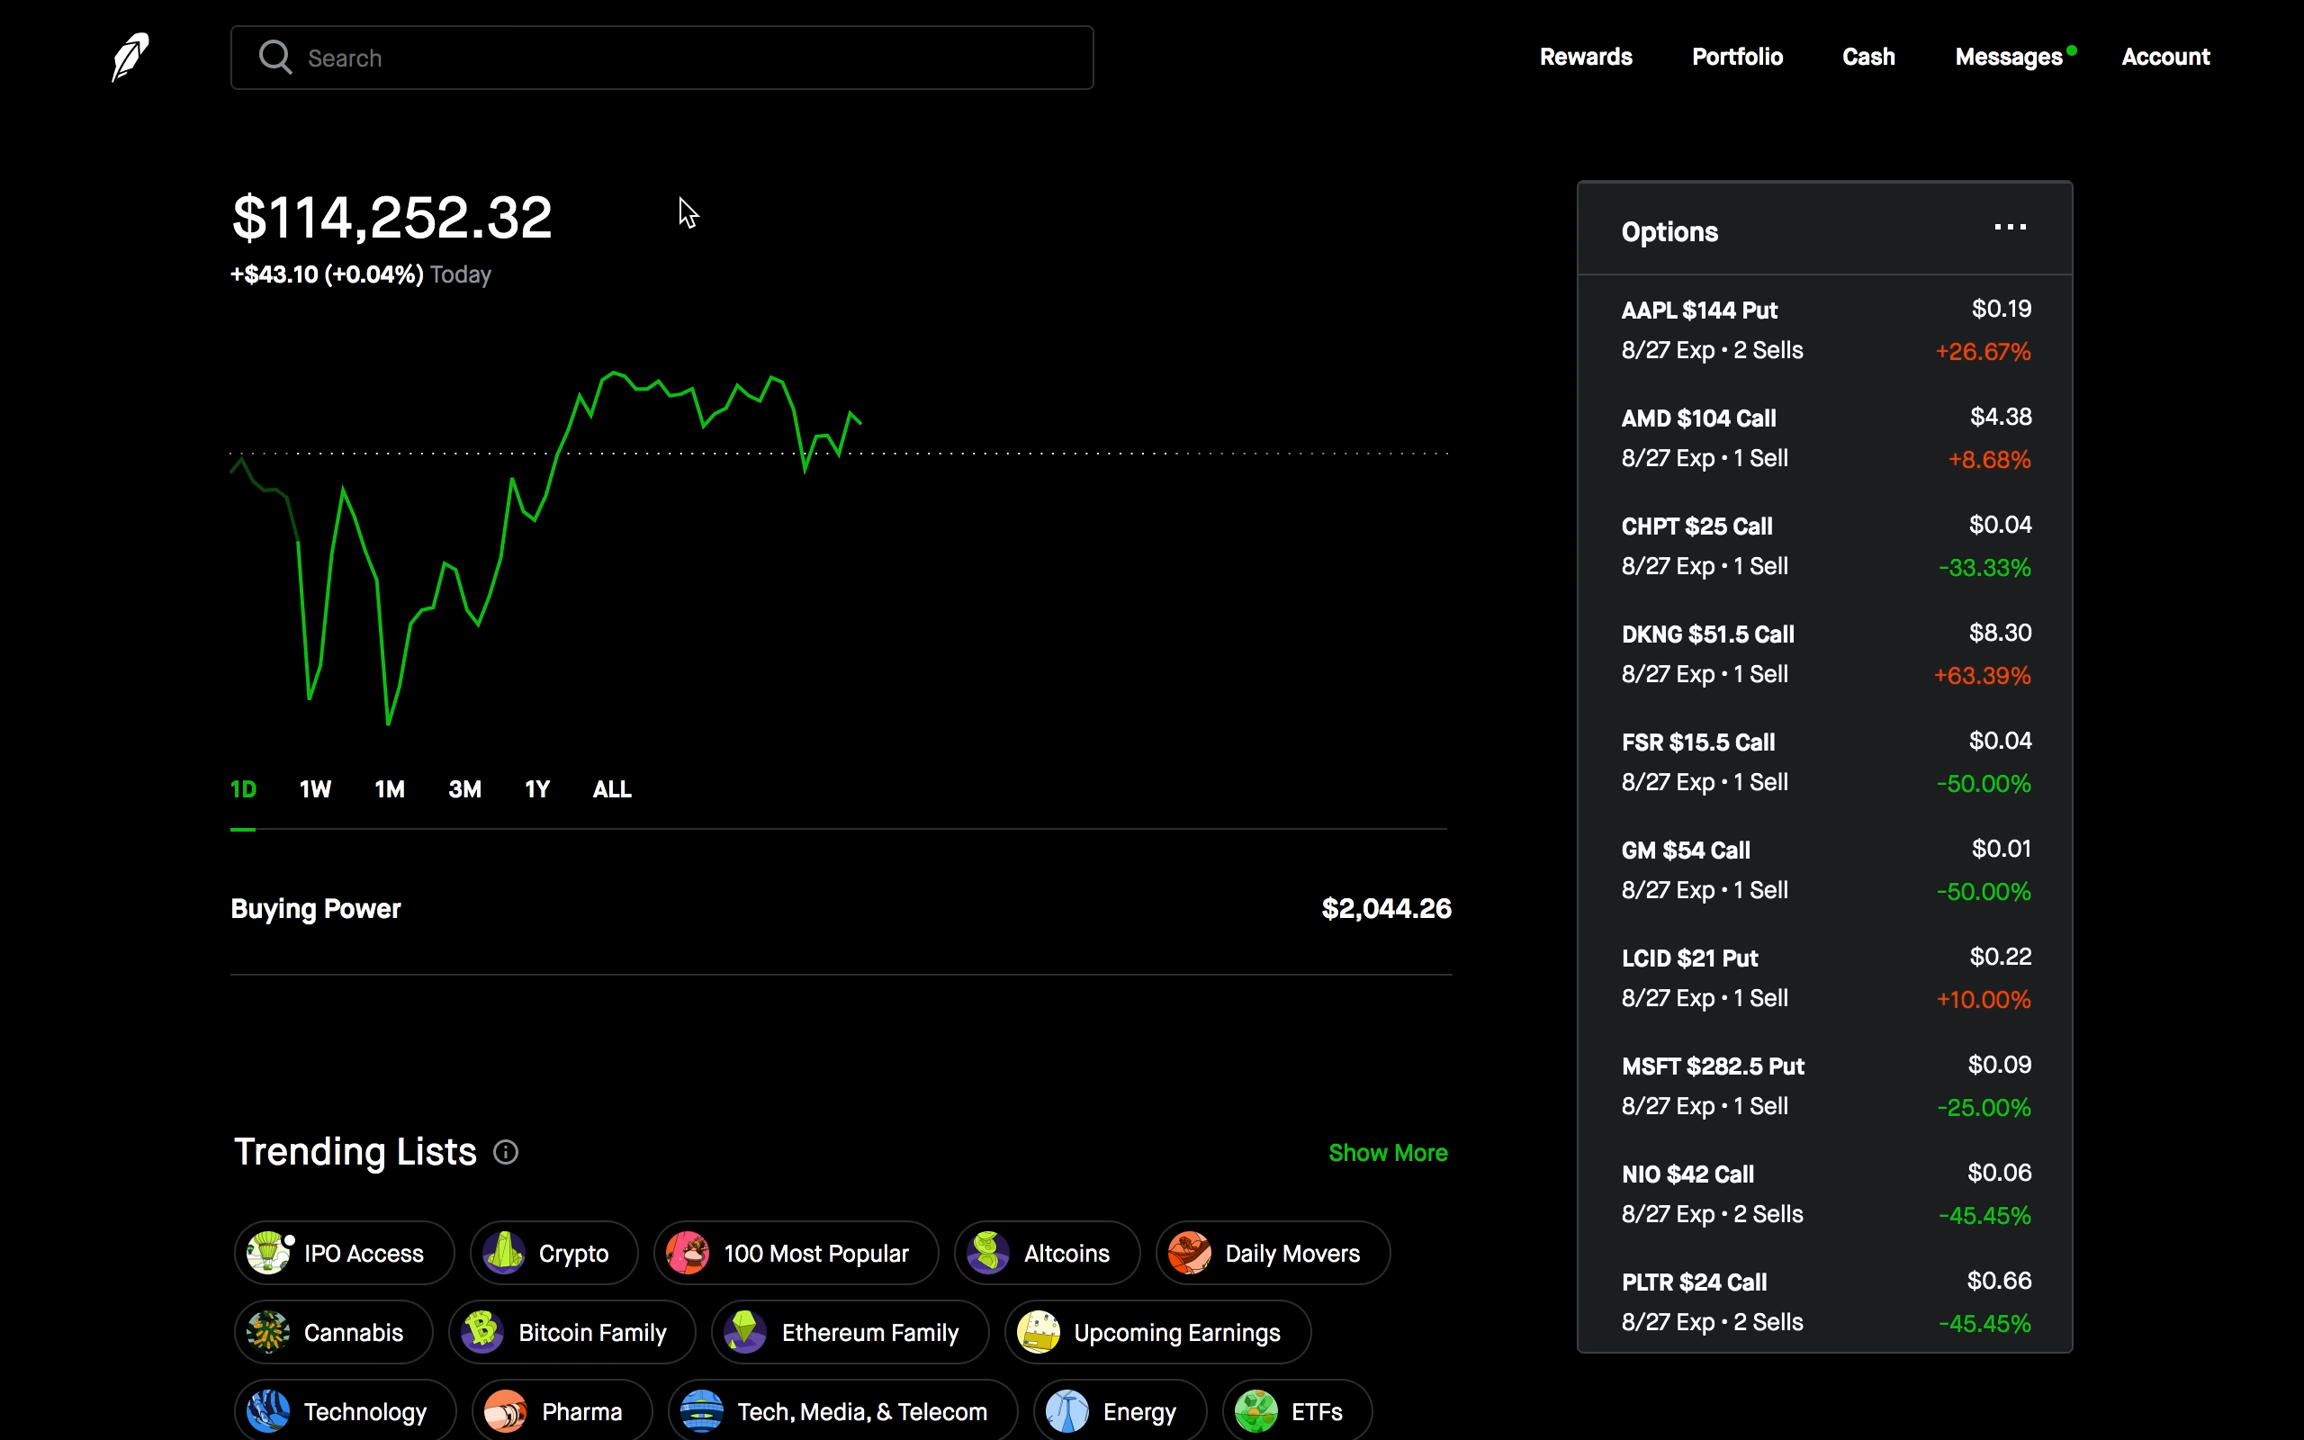 Search
Rewards Portfolio Cash Messages Account
$114,252.32
+$43.10 (+0.04%) Today
1D 1W 1M 3M 1Y ALL
Buying Power $2,044.26
Trending Lists Show More
IPO Access Crypto 100 Most Popular Altcoins Daily Movers
Cannabis Bitcoin Family Ethereum Family Upcoming Earnings
Technology Pharma Tech, Media, & Telecom Energy ETFs
Options
AAPL $144 Put $0.19
8/27 Exp • 2 Sells +26.67%
AMD $104 Call $4.38
8/27 Exp • 1 Sell +8.68%
CHPT $25 Call $0.04
8/27 Exp • 1 Sell -33.33%
DKNG $51.5 Call $8.30
8/27 Exp • 1 Sell +63.39%
FSR $15.5 Call $0.04
8/27 Exp • 1 Sell -50.00%
GM $54 Call $0.01
8/27 Exp • 1 Sell -50.00%
LCID $21 Put $0.22
8/27 Exp • 1 Sell +10.00%
MSFT $282.5 Put $0.09
8/27 Exp • 1 Sell -25.00%
NIO $42 Call $0.06
8/27 Exp • 2 Sells -45.45%
PLTR $24 Call $0.66
8/27 Exp • 2 Sells -45.45%